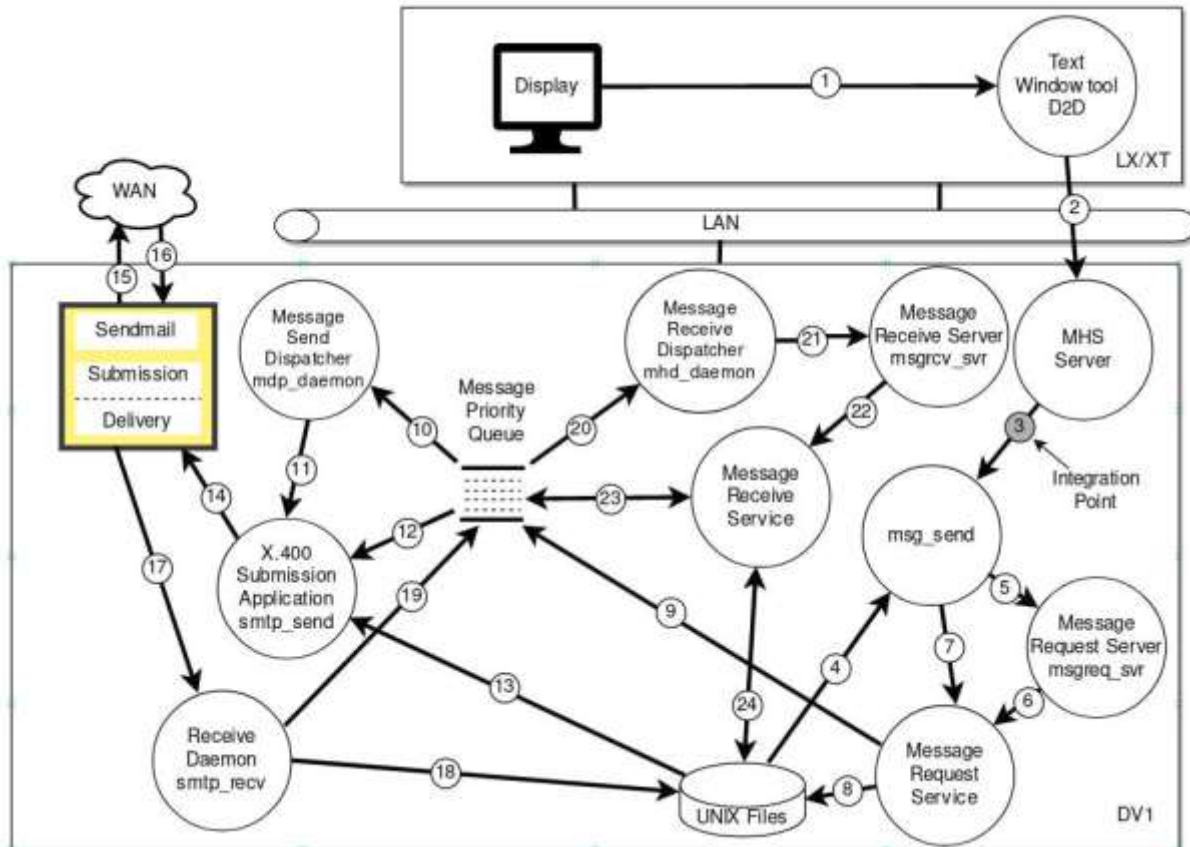 Display
1
Text
Window tool
D2D
LX/XT
2
LAN
WAN
15
16
Sendmail
Submission
Delivery
Message
Send
Dispatcher
mdp_daemon
Message
Priority
Queue
Message
Receive
Dispatcher
mhd_daemon
21
Message
Receive Server
msgrcv_svr
MHS
Server
10
20
22
3
Integration
Point
11
14
12
23
Message
Receive
Service
msg_send
17
X.400
Submission
Application
smtp_send
19
9
4
5
7
Message
Request Server
msgreq_svr
13
24
6
Receive
Daemon
smtp_recv
18
UNIX Files
8
Message
Request
Service
DV1